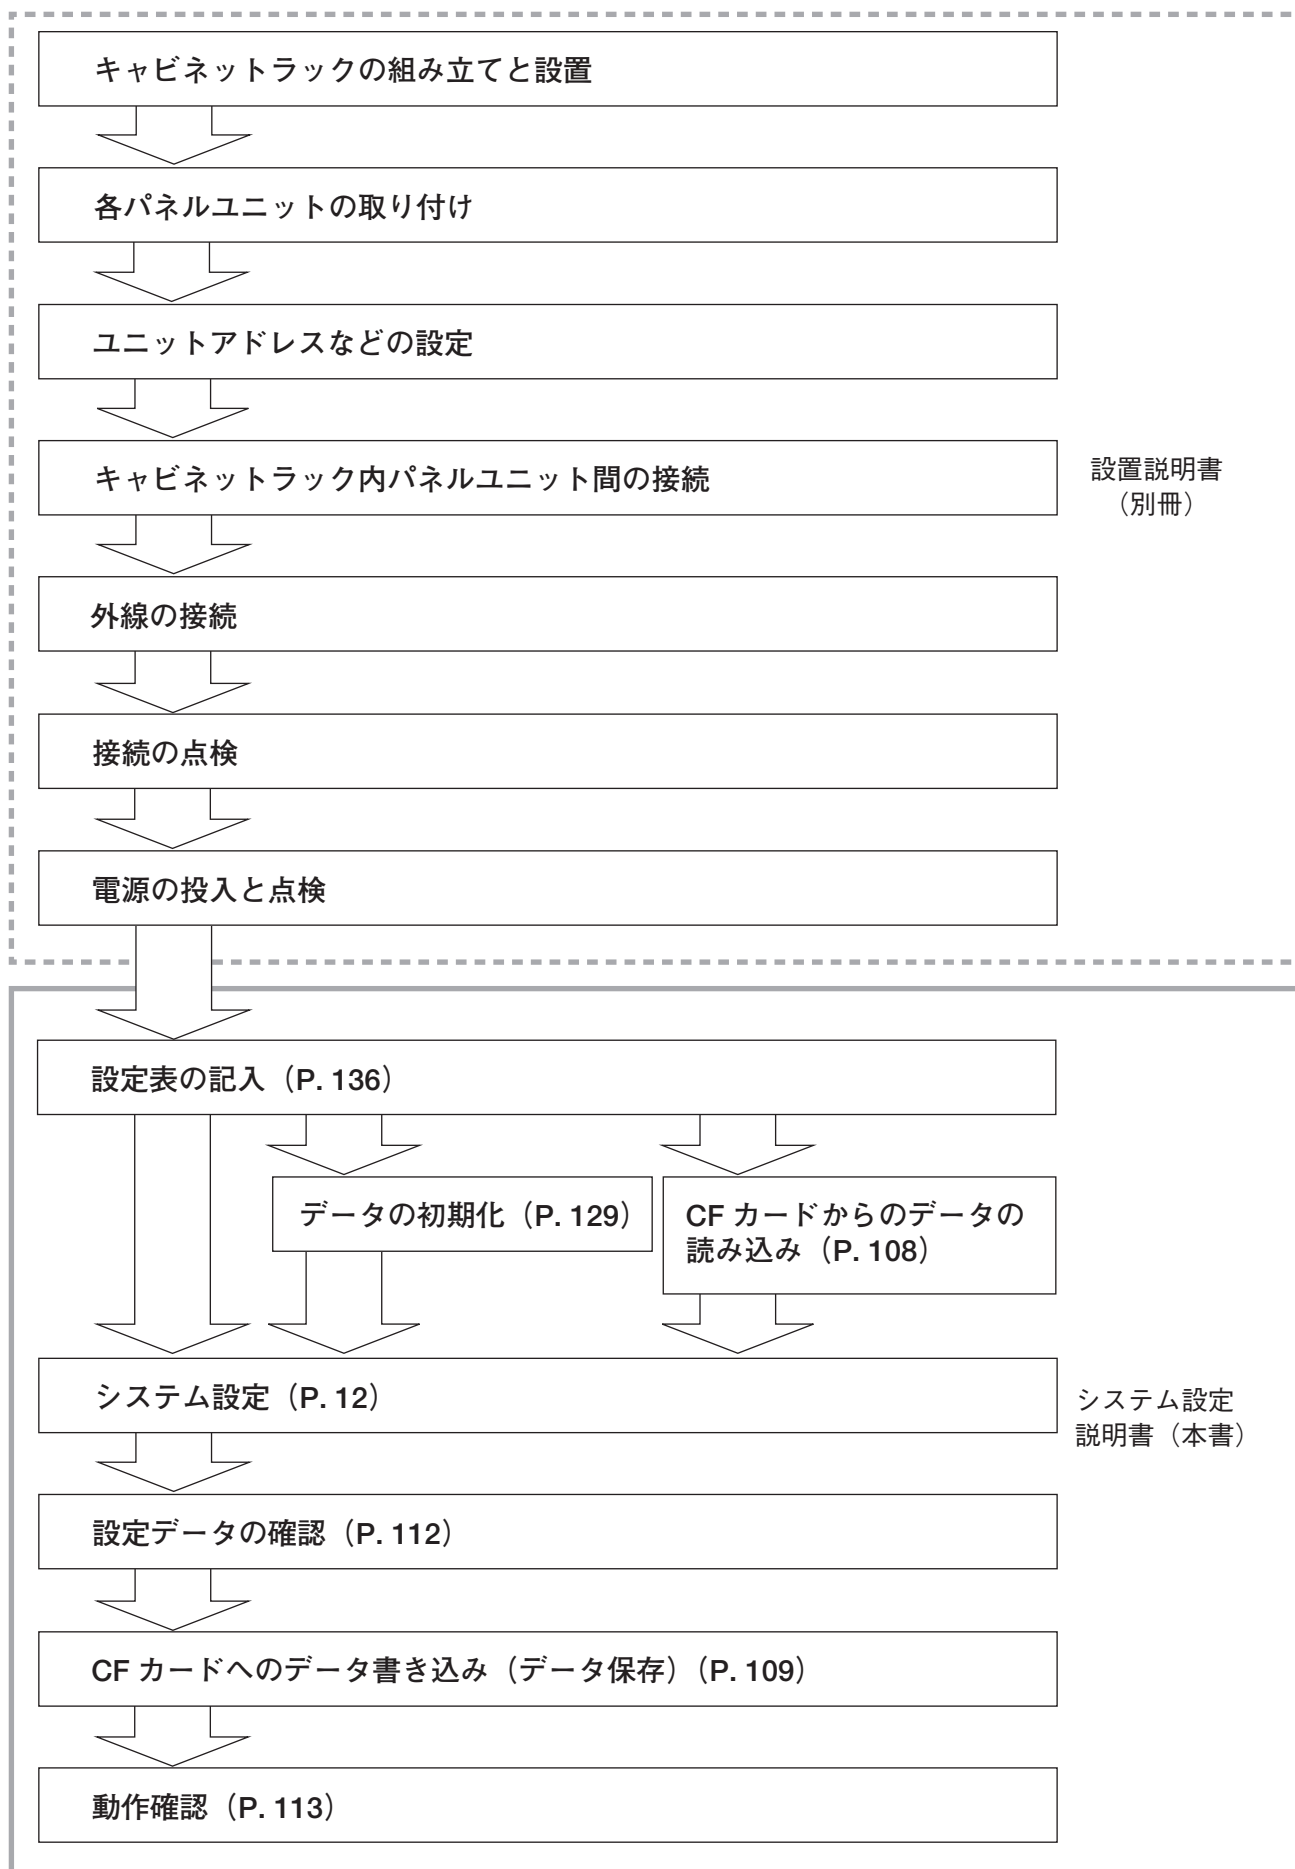 キャビネットラックの組み立てと設置
各パネルユニットの取り付け
ユニットアドレスなどの設定
キャビネットラック内パネルユニット間の接続
設置説明書
（別冊）
外線の接続
接続の点検
電源の投入と点検
設定表の記入（P. 136）
データの初期化（P. 129）
CF カードからのデータの
読み込み（P. 108）
システム設定（P. 12）
システム設定
説明書（本書）
設定データの確認（P. 112）
CF カードへのデータ書き込み（データ保存）（P. 109）
動作確認（P. 113）